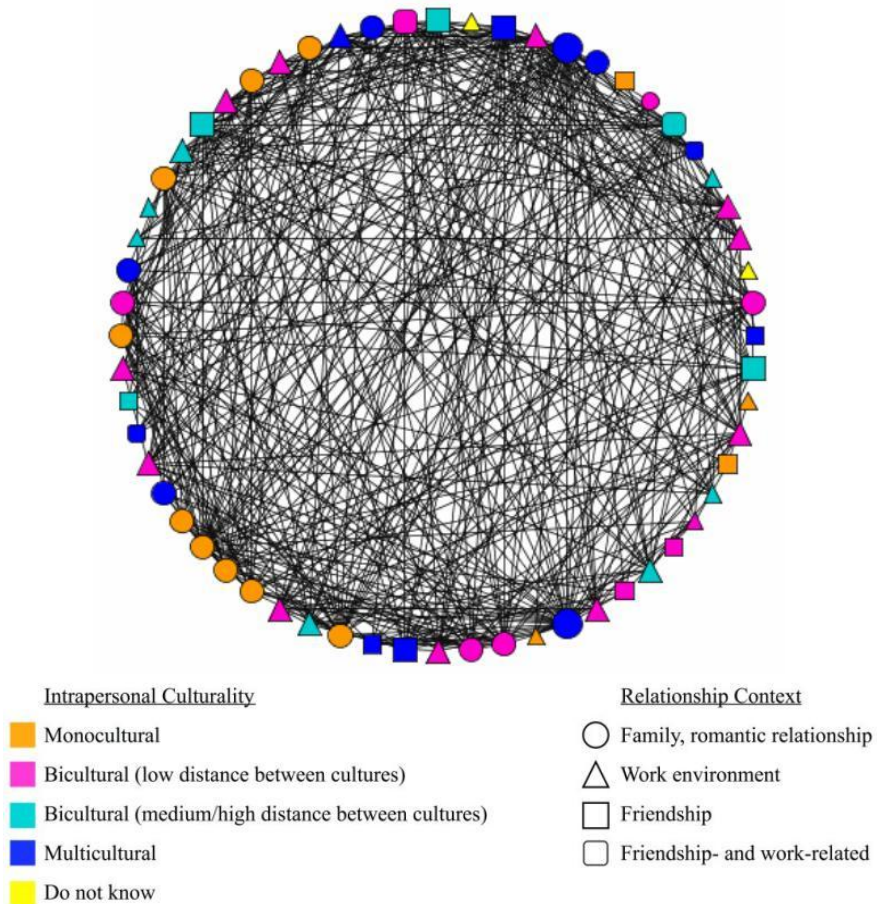 Intrapersonal Culturality
Monocultural
Bicultural (low distance between cultures)
Bicultural (medium/high distance between cultures)
Multicultural
Do not know
Relationship Context
Family, romantic relationship
Work environment
Friendship
Friendship- and work-related